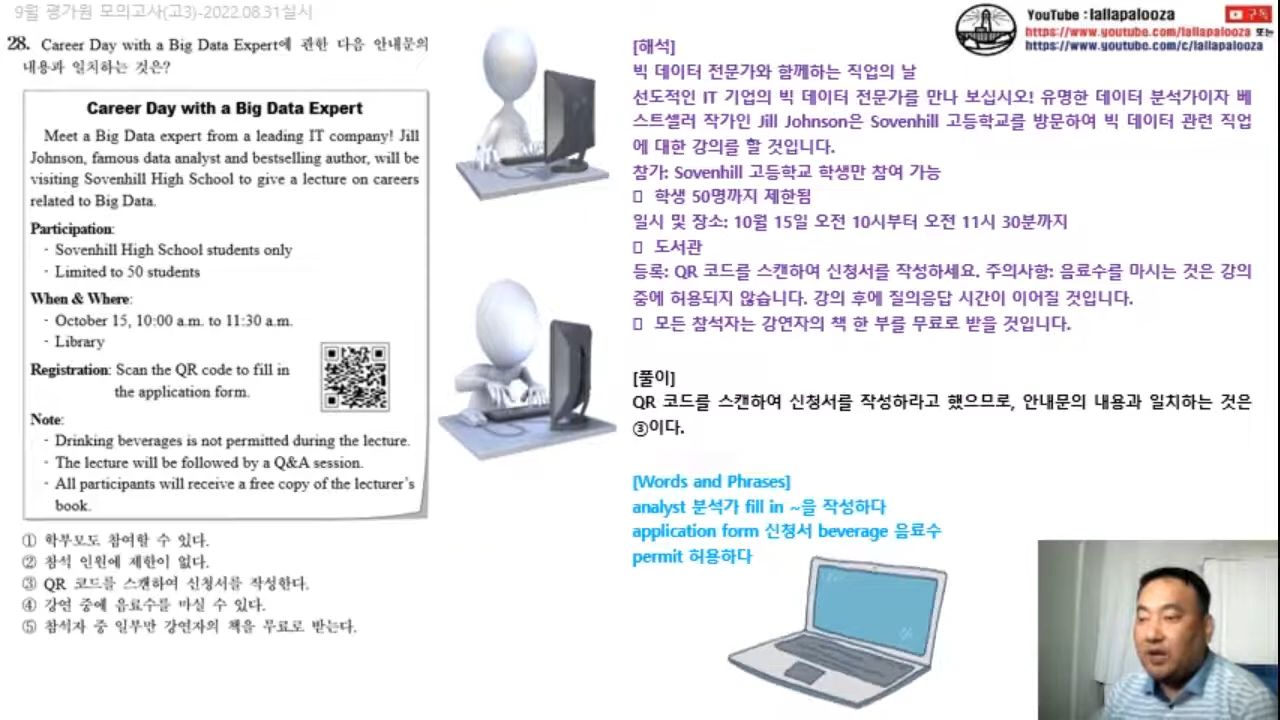 9월 평가원 모의고사(고3)-2022.08.31실시
28. Career Day with a Big Data Expert에 관한 다음 안내문의
내용과 일치하는 것은?
Career Day with a Big Data Expert
Meet a Big Data expert from a leading IT company! Jill
Johnson, famous data analyst and bestselling author, will be
visiting Sovenhill High School to give a lecture on careers
related to Big Data.
Participation:
- Sovenhill High School students only
- Limited to 50 students
When & Where:
- October 15, 10:00 a.m. to 11:30 a.m.
- Library
Registration: Scan the QR code to fill in
the application form.
Note:
- Drinking beverages is not permitted during the lecture.
- The lecture will be followed by a Q&A session.
- All participants will receive a free copy of the lecturer's
book.
① 학부모도 참여할 수 있다.
② 참석 인원에 제한이 없다.
③ QR 코드를 스캔하여 신청서를 작성한다.
④ 강연 중에 음료수를 마실 수 있다.
⑤ 참석자 중 일부만 강연자의 책을 무료로 받는다.
YouTube : lallapalooza
구독
https://www.youtube.com/lallapalooza 또는
https://www.youtube.com/c/lallapalooza
[해석]
빅 데이터 전문가와 함께하는 직업의 날
선도적인 IT 기업의 빅 데이터 전문가를 만나 보십시오! 유명한 데이터 분석가이자 베
스트셀러 작가인 Jill Johnson은 Sovenhill 고등학교를 방문하여 빅 데이터 관련 직업
에 대한 강의를 할 것입니다.
참가: Sovenhill 고등학교 학생만 참여 가능
▯ 학생 50명까지 제한됨
일시 및 장소: 10월 15일 오전 10시부터 오전 11시 30분까지
▯ 도서관
등록: QR 코드를 스캔하여 신청서를 작성하세요. 주의사항: 음료수를 마시는 것은 강의
중에 허용되지 않습니다. 강의 후에 질의응답 시간이 이어질 것입니다.
▯ 모든 참석자는 강연자의 책 한 부를 무료로 받을 것입니다.
[풀이]
QR 코드를 스캔하여 신청서를 작성하라고 했으므로, 안내문의 내용과 일치하는 것은
③이다.
[Words and Phrases]
analyst 분석가 fill in ~을 작성하다
application form 신청서 beverage 음료수
permit 허용하다